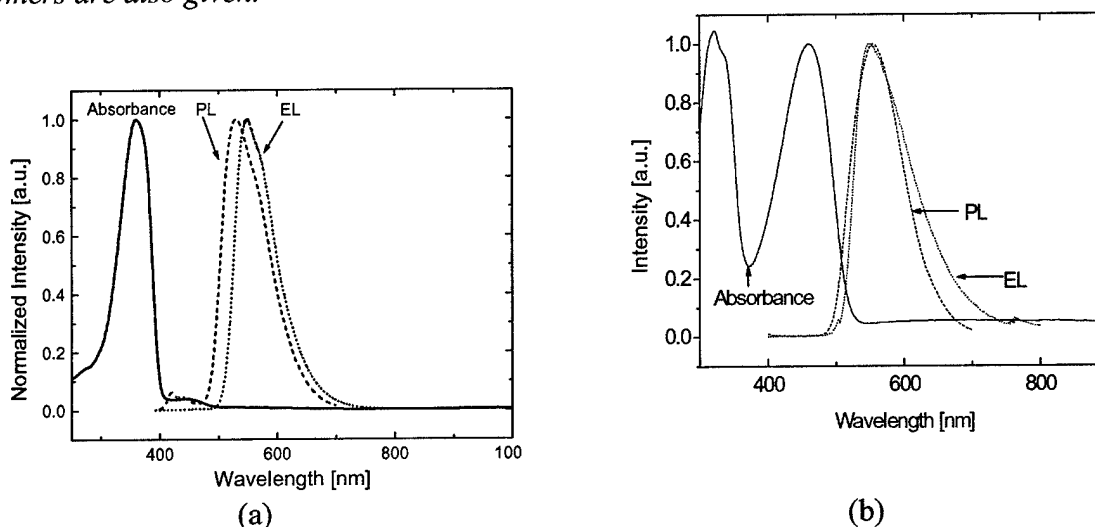 are also given.
Absorbance
PL
EL
Normalized Intensity [a.u.]
1.0
0.8
0.6
0.4
0.2
0.0
400
600
800
100
Wavelength [nm]
(a)
Intensity [a.u.]
1.0
0.8
0.6
0.4
0.2
0.0
PL
EL
Absorbance
400
600
800
Wavelength [nm]
(b)